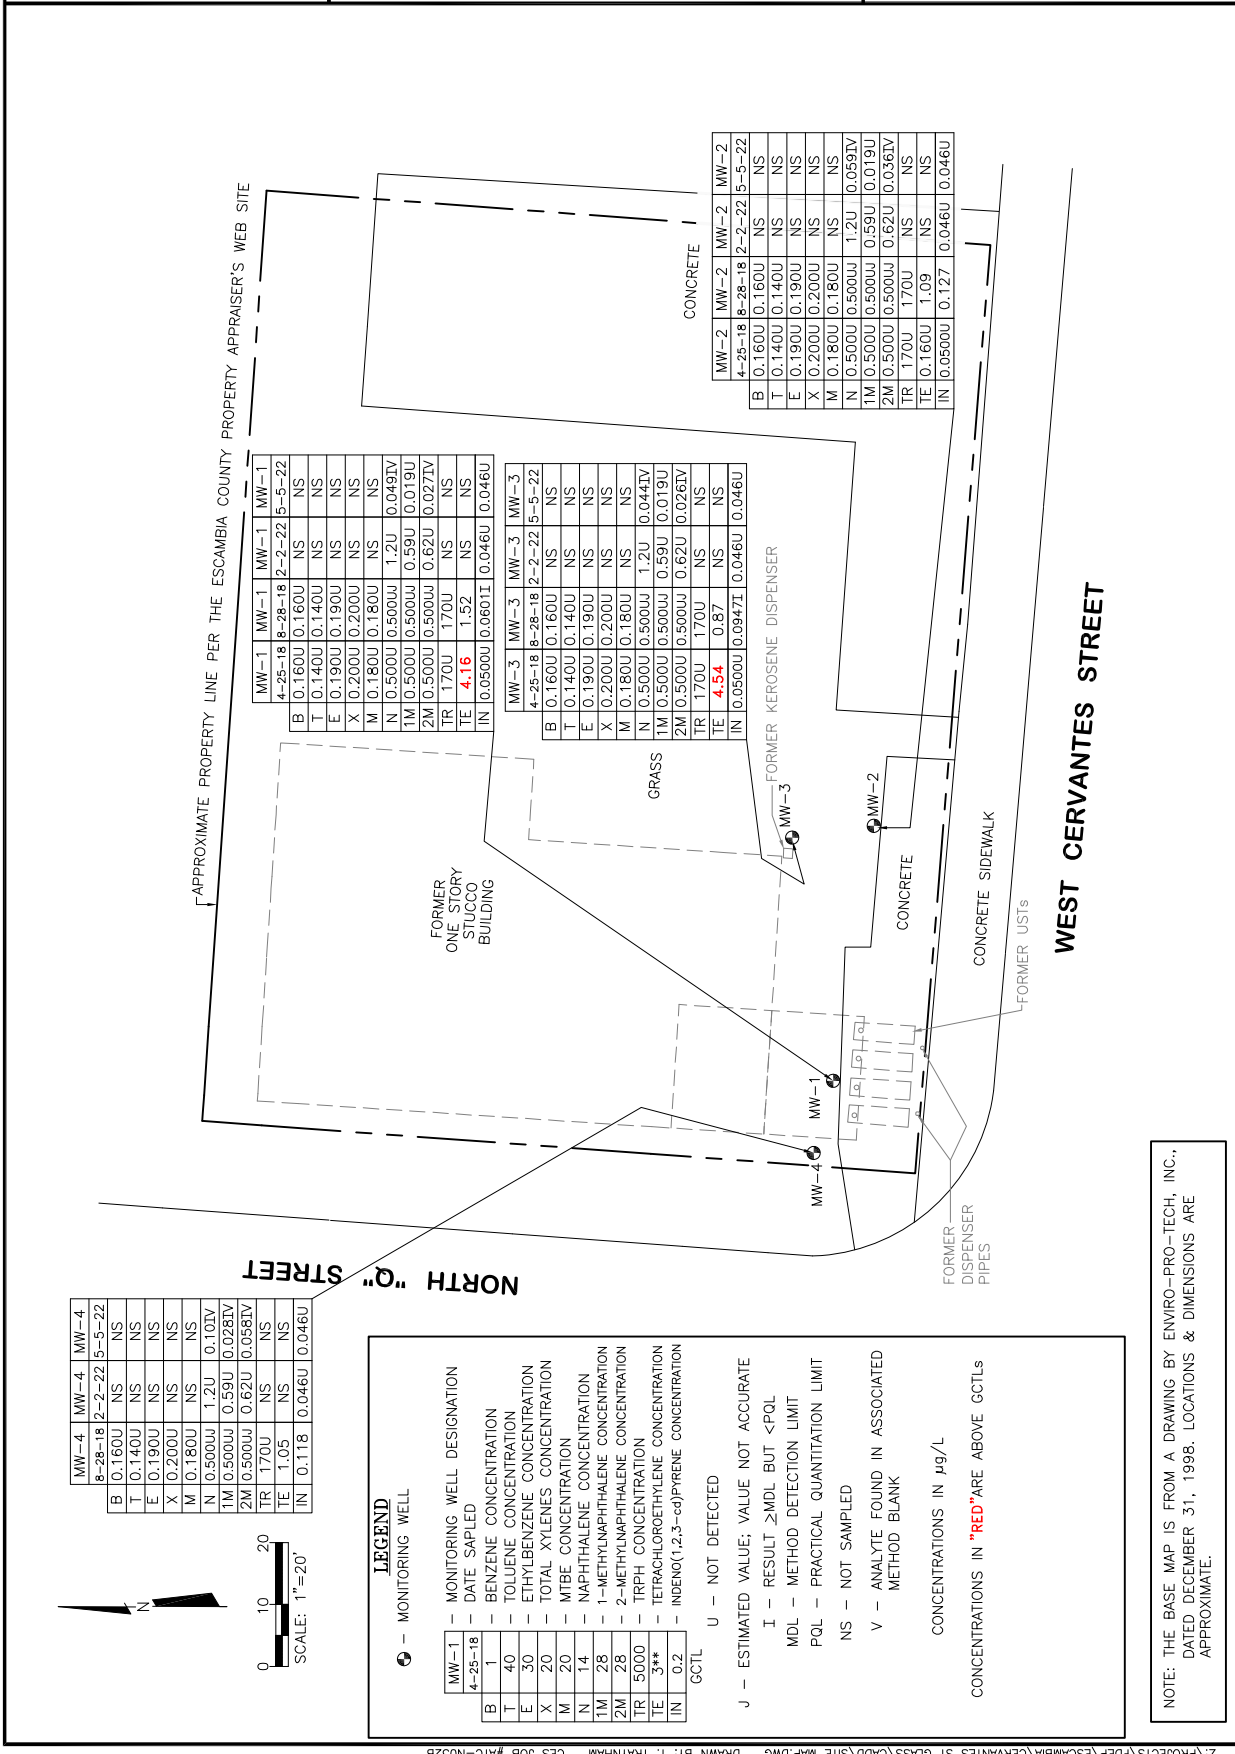 APPROXIMATE PROPERTY LINE PER THE ESCAMBIA COUNTY PROPERTY APPRAISER'S WEB SITE
MW-4 MW-4 MW-4
8-28-18 2-2-22 5-5-22
B 0.160U NS NS
T 0.140U NS NS
E 0.190U NS NS
X 0.200U NS NS
M 0.180U NS NS
N 0.500UJ 1.2U 0.10IV
1M 0.500UJ 0.59U 0.028IV
2M 0.500UJ 0.62U 0.058IV
TR 170U NS NS
TE 1.05 NS NS
IN 0.118 0.046U 0.046U
MW-1 MW-1 MW-1 MW-1
4-25-18 8-28-18 2-2-22 5-5-22
B 0.160U 0.160U NS NS
T 0.140U 0.140U NS NS
E 0.190U 0.190U NS NS
X 0.200U 0.200U NS NS
M 0.180U 0.180U NS NS
N 0.500U 0.500UJ 1.2U 0.049IV
1M 0.500U 0.500UJ 0.59U 0.019U
2M 0.500U 0.500UJ 0.62U 0.027IV
TR 170U 170U NS NS
TE 4.16 1.52 NS NS
IN 0.0500U 0.0601I 0.046U 0.046U
MW-3 MW-3 MW-3 MW-3
4-25-18 8-28-18 2-2-22 5-5-22
B 0.160U 0.160U NS NS
T 0.140U 0.140U NS NS
E 0.190U 0.190U NS NS
X 0.200U 0.200U NS NS
M 0.180U 0.180U NS NS
N 0.500U 0.500UJ 1.2U 0.044IV
1M 0.500U 0.500UJ 0.59U 0.019U
2M 0.500U 0.500UJ 0.62U 0.026IV
TR 170U 170U NS NS
TE 4.54 0.87 NS NS
IN 0.0500U 0.0947I 0.046U 0.046U
CONCRETE
MW-2 MW-2 MW-2 MW-2
4-25-18 8-28-18 2-2-22 5-5-22
B 0.160U 0.160U NS NS
T 0.140U 0.140U NS NS
E 0.190U 0.190U NS NS
X 0.200U 0.200U NS NS
M 0.180U 0.180U NS NS
N 0.500U 0.500UJ 1.2U 0.059IV
1M 0.500U 0.500UJ 0.59U 0.019U
2M 0.500U 0.500UJ 0.62U 0.036IV
TR 170U 170U NS NS
TE 0.160U 1.09 NS NS
IN 0.0500U 0.127 0.046U 0.046U
FORMER
ONE STORY
STUCCO
BUILDING
GRASS
FORMER KEROSENE DISPENSER
MW-3
MW-2
MW-1
MW-4
CONCRETE
CONCRETE SIDEWALK
FORMER USTs
FORMER
DISPENSER
PIPES
NORTH "Q" STREET
WEST CERVANTES STREET
N
0 10 20
SCALE: 1"=20'
LEGEND
- MONITORING WELL
MW-1 - MONITORING WELL DESIGNATION
4-25-18 - DATE SAPLED
B 1 - BENZENE CONCENTRATION
T 40 - TOLUENE CONCENTRATION
E 30 - ETHYLBENZENE CONCENTRATION
X 20 - TOTAL XYLENES CONCENTRATION
M 20 - MTBE CONCENTRATION
N 14 - NAPHTHALENE CONCENTRATION
1M 28 - 1-METHYLNAPHTHALENE CONCENTRATION
2M 28 - 2-METHYLNAPHTHALENE CONCENTRATION
TR 5000 - TRPH CONCENTRATION
TE 3** - TETRACHLOROETHYLENE CONCENTRATION
IN 0.2 - INDENO(1,2,3-cd)PYRENE CONCENTRATION
GCTL
U - NOT DETECTED
J - ESTIMATED VALUE; VALUE NOT ACCURATE
I - RESULT ≥MDL BUT <PQL
MDL - METHOD DETECTION LIMIT
PQL - PRACTICAL QUANTITATION LIMIT
NS - NOT SAMPLED
V - ANALYTE FOUND IN ASSOCIATED
METHOD BLANK
CONCENTRATIONS IN µg/L
CONCENTRATIONS IN "RED" ARE ABOVE GCTLs
NOTE: THE BASE MAP IS FROM A DRAWING BY ENVIRO-PRO-TECH, INC.,
DATED DECEMBER 31, 1998. LOCATIONS & DIMENSIONS ARE
APPROXIMATE.